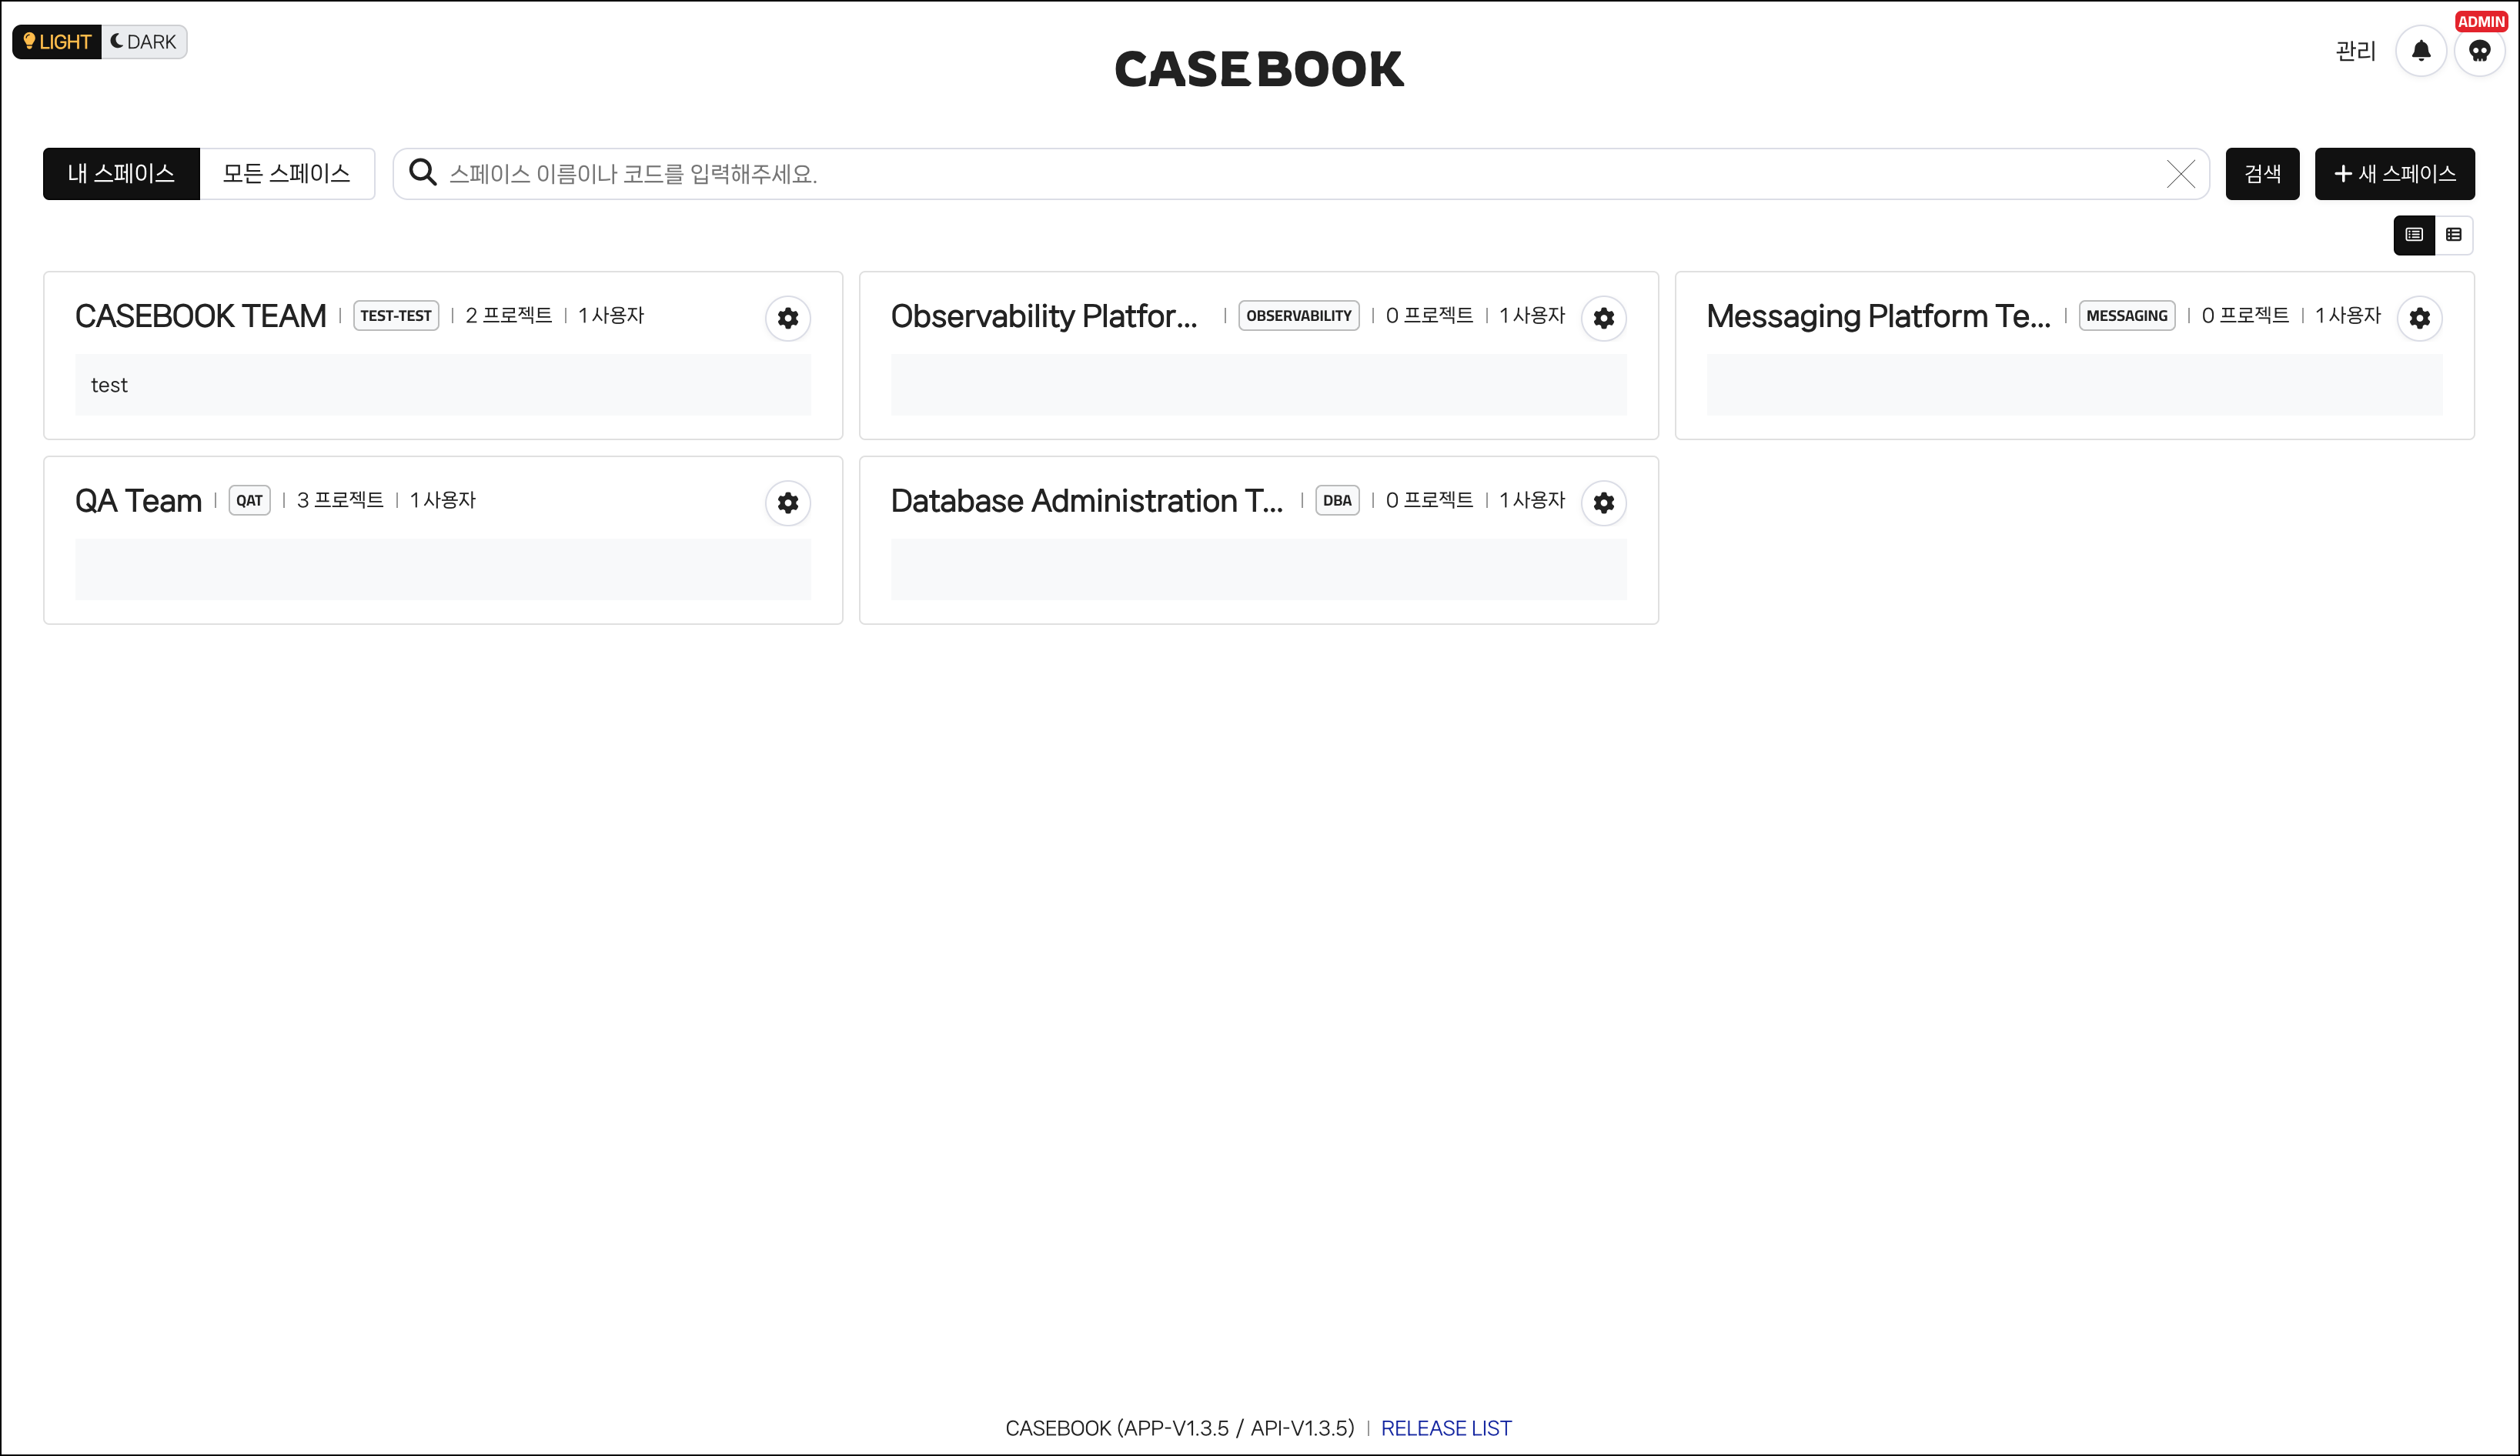 LIGHT DARK
ADMIN
관리
CASEBOOK
내 스페이스 모든 스페이스 스페이스 이름이나 코드를 입력해주세요. 검색 + 새 스페이스
CASEBOOK TEAM | TEST-TEST | 2 프로젝트 | 1 사용자
test
Observability Platfor... | OBSERVABILITY | 0 프로젝트 | 1 사용자
Messaging Platform Te... | MESSAGING | 0 프로젝트 | 1 사용자
QA Team | QAT | 3 프로젝트 | 1 사용자
Database Administration T... | DBA | 0 프로젝트 | 1 사용자
CASEBOOK (APP-V1.3.5 / API-V1.3.5) | RELEASE LIST